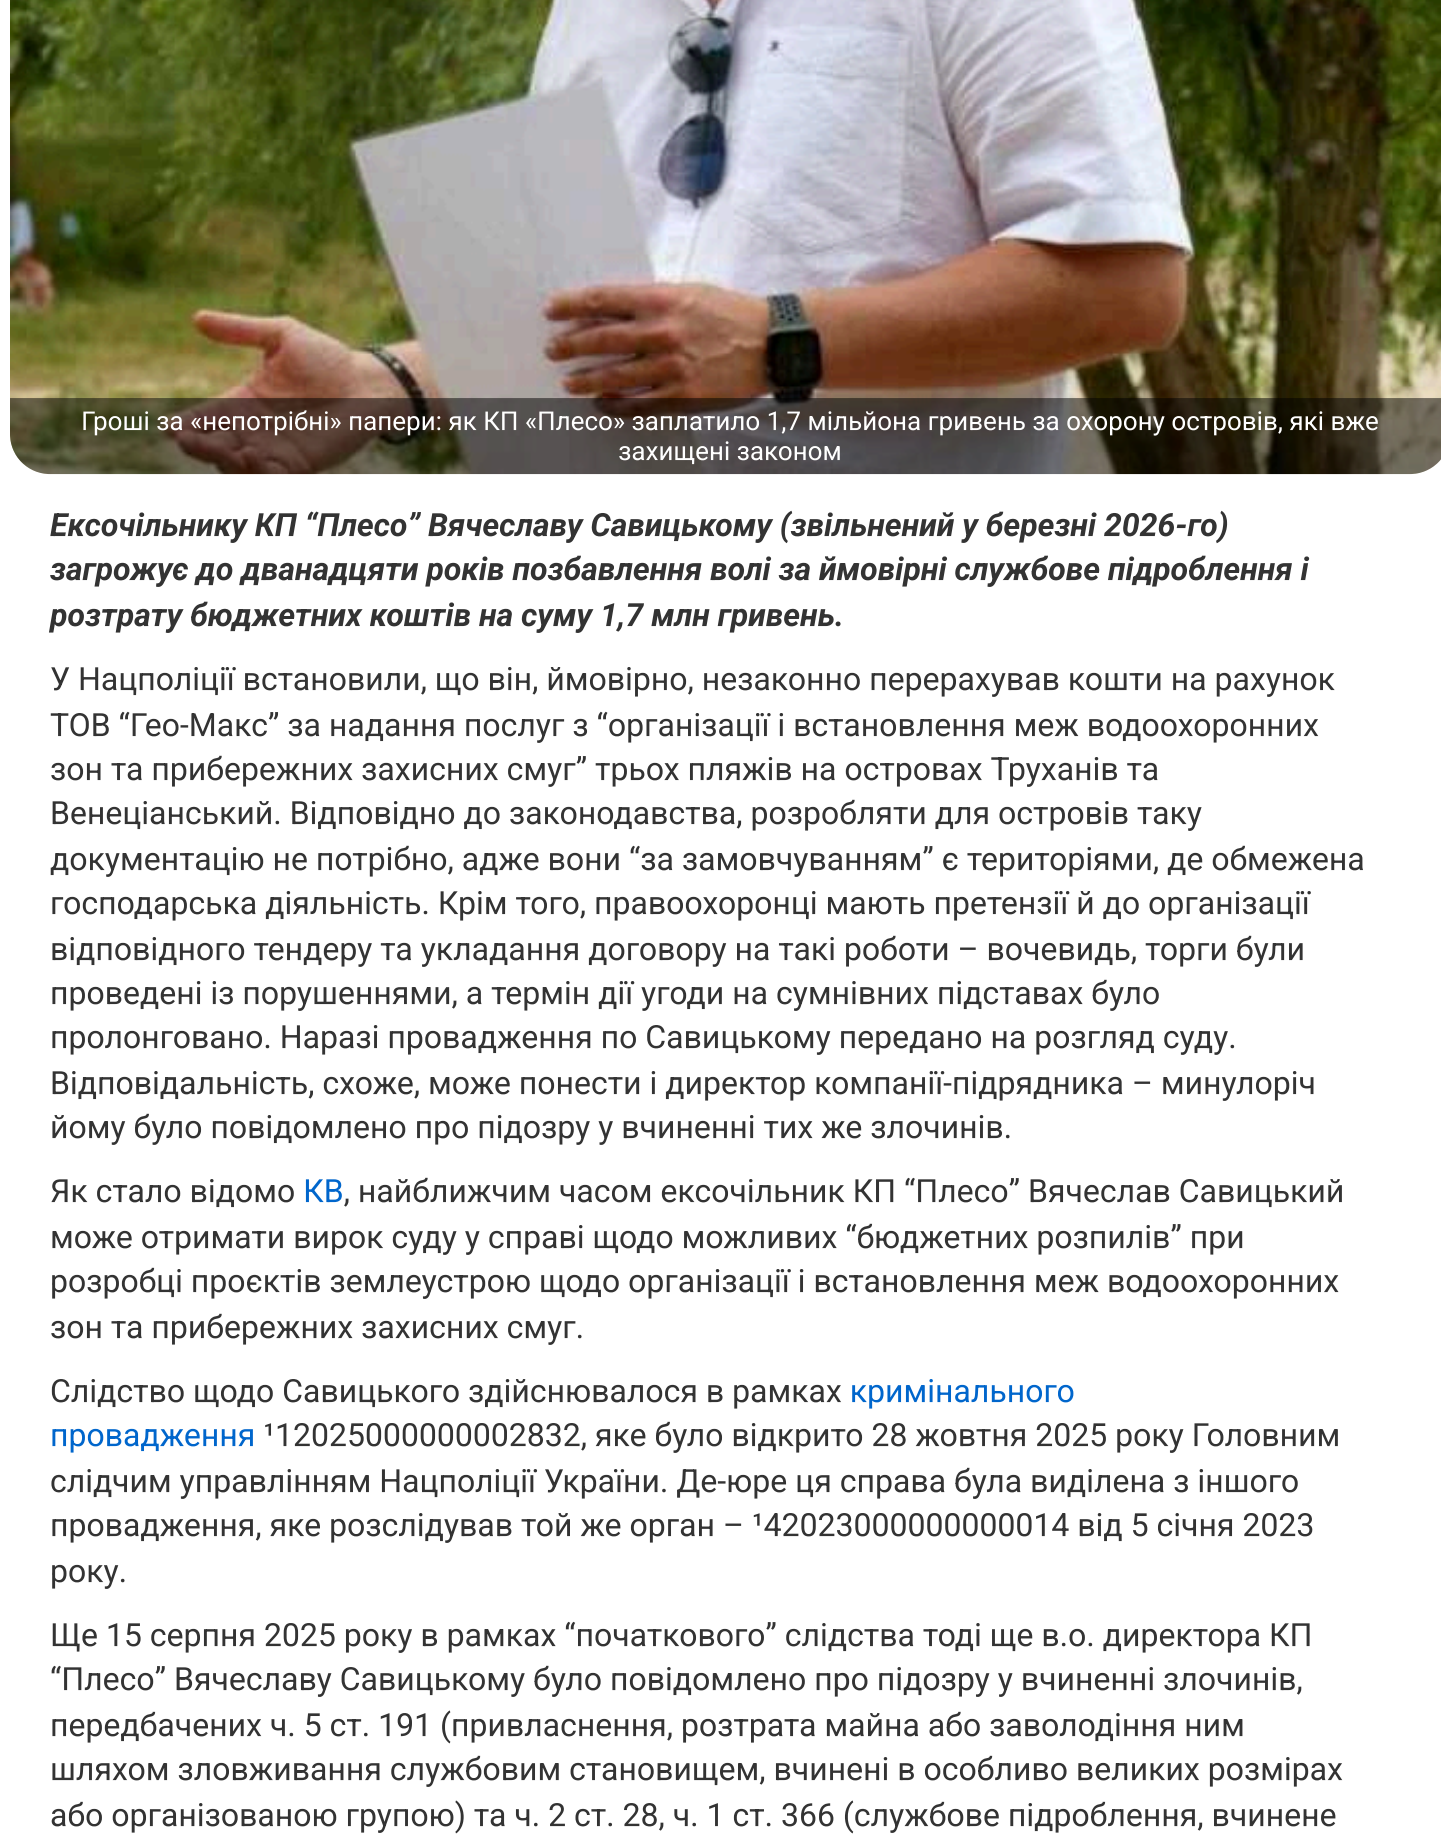 Гроші за «непотрібні» папери: як КП «Плесо» заплатило 1,7 мільйона гривень за охорону островів, які вже
захищені законом
Ексочільнику КП “Плесо” Вячеславу Савицькому (звільнений у березні 2026-го)
загрожує до дванадцяти років позбавлення волі за ймовірні службове підроблення і
розтрату бюджетних коштів на суму 1,7 млн гривень.
У Нацполіції встановили, що він, ймовірно, незаконно перерахував кошти на рахунок
ТОВ “Гео-Макс” за надання послуг з “організації і встановлення меж водоохоронних
зон та прибережних захисних смуг” трьох пляжів на островах Труханів та
Венеціанський. Відповідно до законодавства, розробляти для островів таку
документацію не потрібно, адже вони “за замовчуванням” є територіями, де обмежена
господарська діяльність. Крім того, правоохоронці мають претензії й до організації
відповідного тендеру та укладання договору на такі роботи – вочевидь, торги були
проведені із порушеннями, а термін дії угоди на сумнівних підставах було
пролонговано. Наразі провадження по Савицькому передано на розгляд суду.
Відповідальність, схоже, може понести і директор компанії-підрядника – минулоріч
йому було повідомлено про підозру у вчиненні тих же злочинів.
Як стало відомо КВ, найближчим часом ексочільник КП “Плесо” Вячеслав Савицький
може отримати вирок суду у справі щодо можливих “бюджетних розпилів” при
розробці проєктів землеустрою щодо організації і встановлення меж водоохоронних
зон та прибережних захисних смуг.
Слідство щодо Савицького здійснювалося в рамках кримінального
провадження ¹12025000000002832, яке було відкрито 28 жовтня 2025 року Головним
слідчим управлінням Нацполіції України. Де-юре ця справа була виділена з іншого
провадження, яке розслідував той же орган – ¹42023000000000014 від 5 січня 2023
року.
Ще 15 серпня 2025 року в рамках “початкового” слідства тоді ще в.о. директора КП
“Плесо” Вячеславу Савицькому було повідомлено про підозру у вчиненні злочинів,
передбачених ч. 5 ст. 191 (привласнення, розтрата майна або заволодіння ним
шляхом зловживання службовим становищем, вчинені в особливо великих розмірах
або організованою групою) та ч. 2 ст. 28, ч. 1 ст. 366 (службове підроблення, вчинене